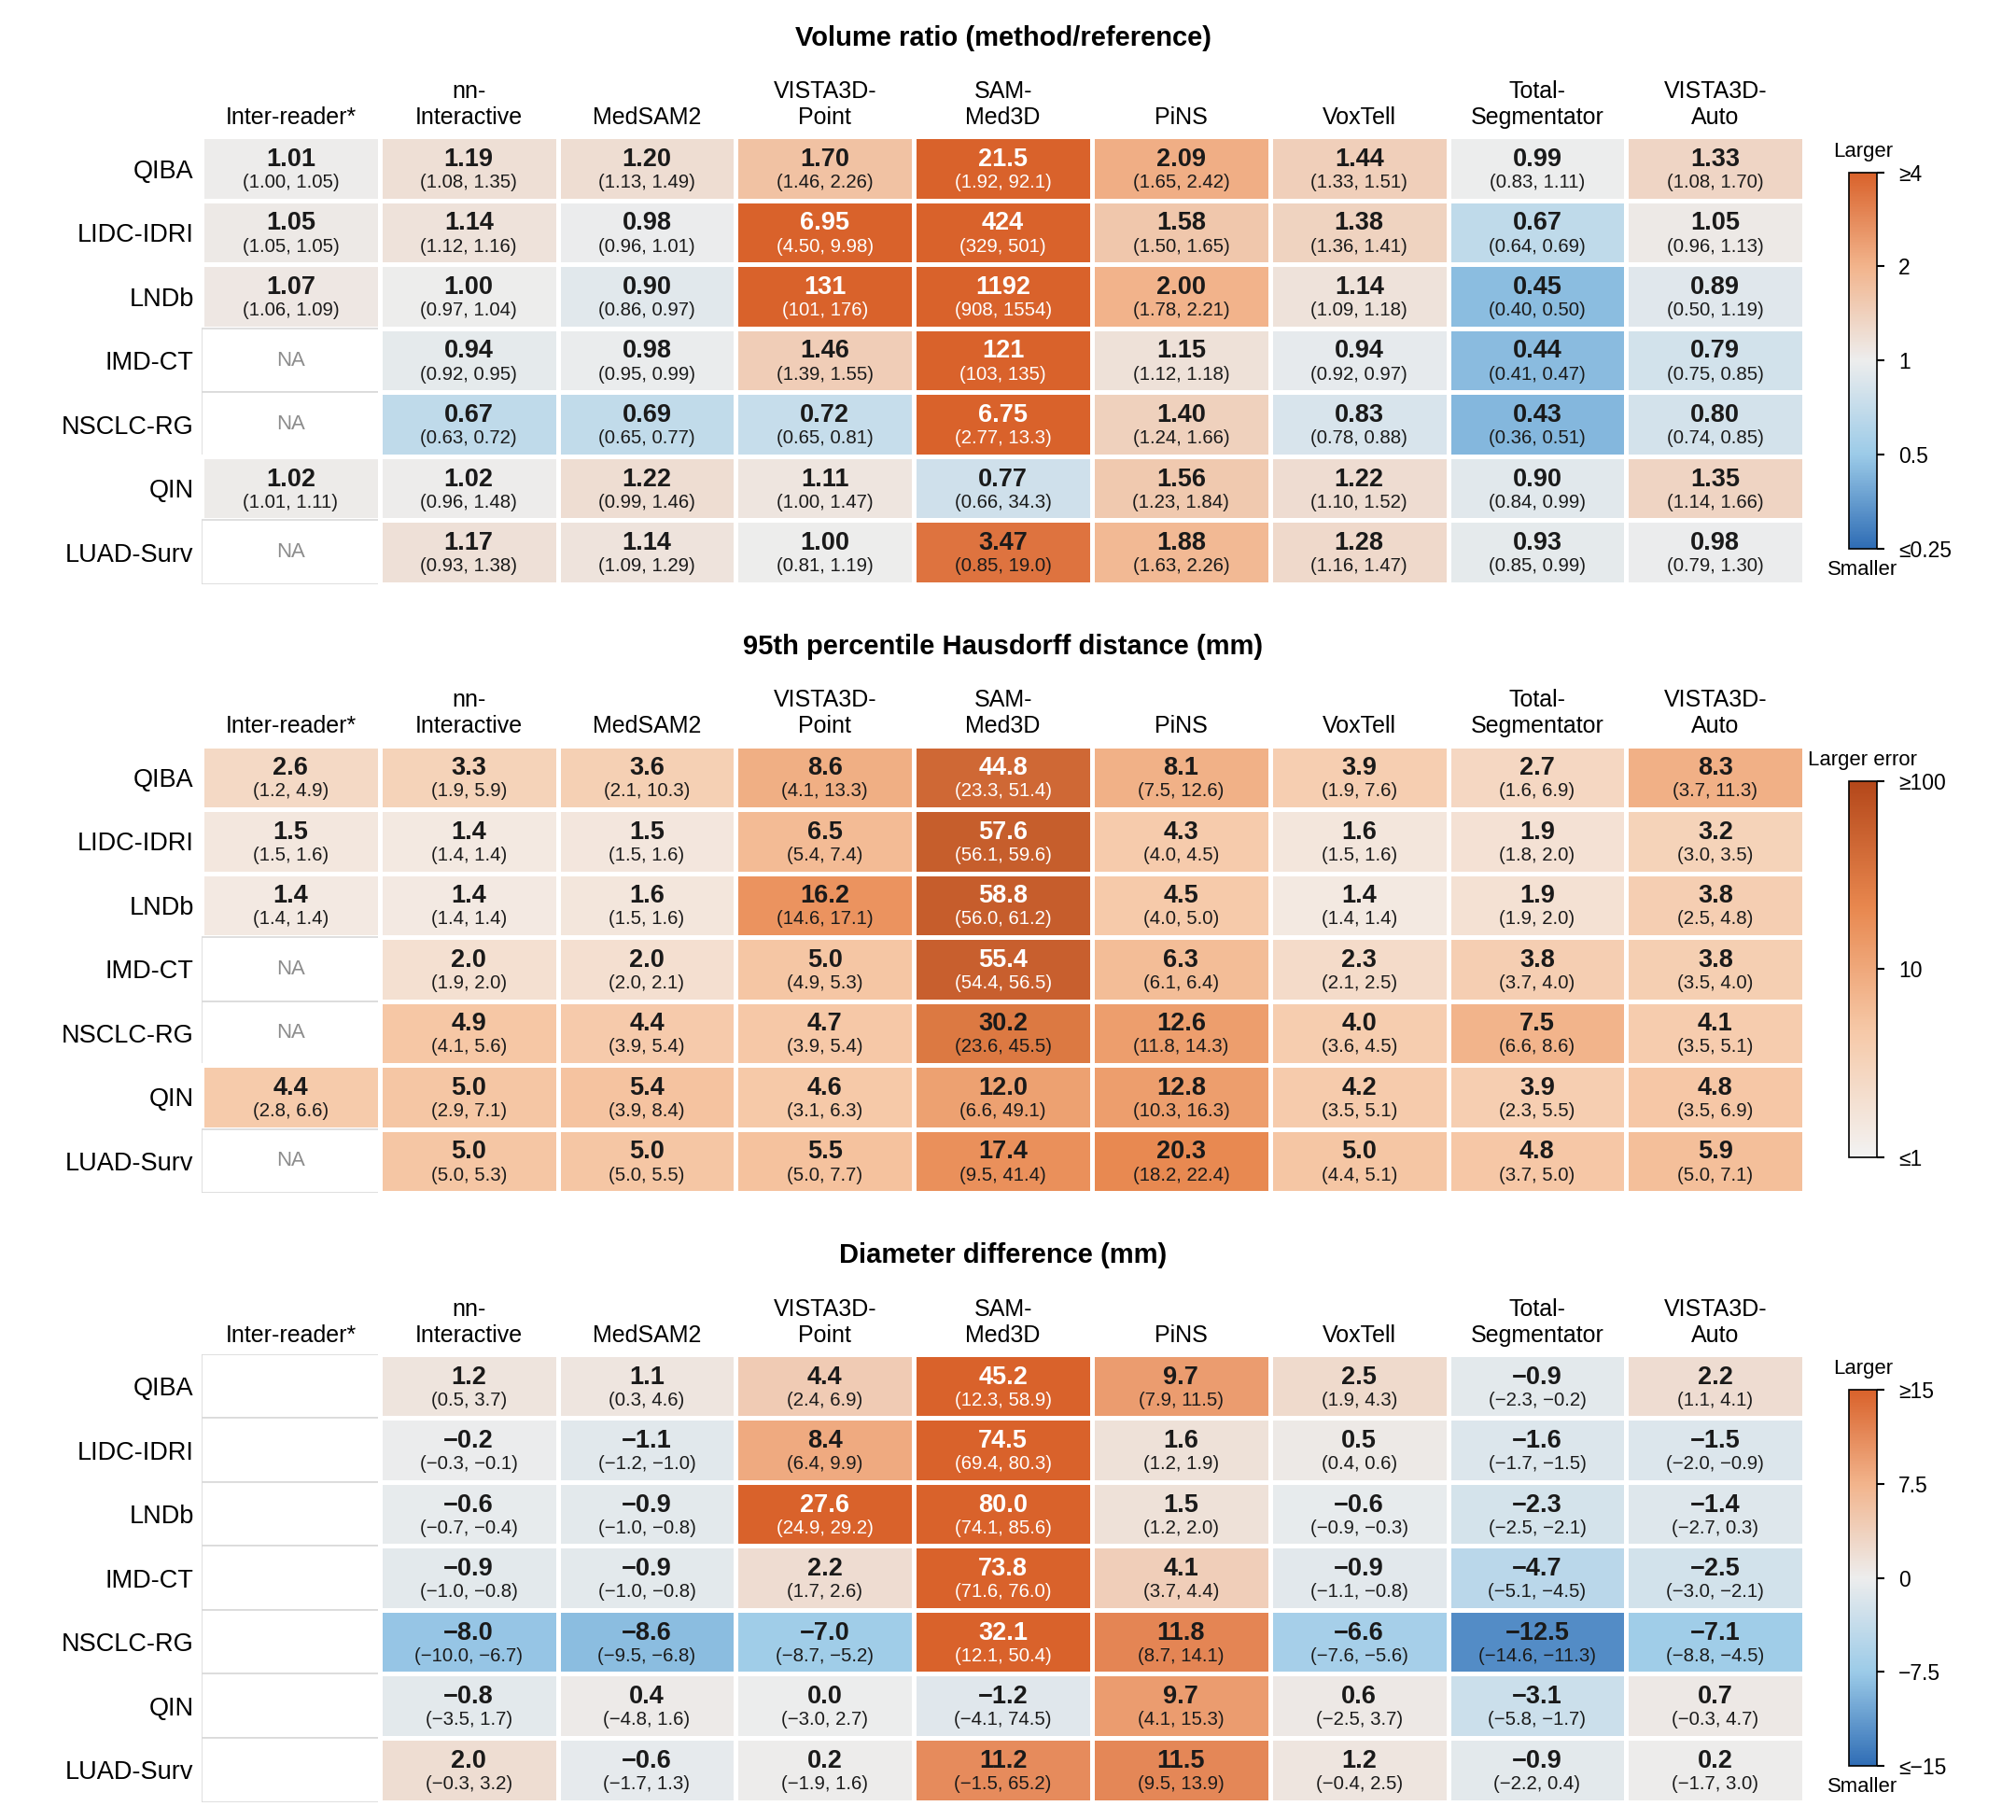 Volume ratio (method/reference)
nn- VISTA3D- SAM- Total- VISTA3D-
Inter-reader* Interactive MedSAM2 Point Med3D PiNS VoxTell Segmentator Auto
Larger
QIBA 1.01 1.19 1.20 1.70 21.5 2.09 1.44 0.99 1.33
(1.00, 1.05) (1.08, 1.35) (1.13, 1.49) (1.46, 2.26) (1.92, 92.1) (1.65, 2.42) (1.33, 1.51) (0.83, 1.11) (1.08, 1.70)
≥4
LIDC-IDRI 1.05 1.14 0.98 6.95 424 1.58 1.38 0.67 1.05
(1.05, 1.05) (1.12, 1.16) (0.96, 1.01) (4.50, 9.98) (329, 501) (1.50, 1.65) (1.36, 1.41) (0.64, 0.69) (0.96, 1.13)
2
LNDb 1.07 1.00 0.90 131 1192 2.00 1.14 0.45 0.89
(1.06, 1.09) (0.97, 1.04) (0.86, 0.97) (101, 176) (908, 1554) (1.78, 2.21) (1.09, 1.18) (0.40, 0.50) (0.50, 1.19)
IMD-CT NA 0.94 0.98 1.46 121 1.15 0.94 0.44 0.79
(0.92, 0.95) (0.95, 0.99) (1.39, 1.55) (103, 135) (1.12, 1.18) (0.92, 0.97) (0.41, 0.47) (0.75, 0.85)
1
NSCLC-RG NA 0.67 0.69 0.72 6.75 1.40 0.83 0.43 0.80
(0.63, 0.72) (0.65, 0.77) (0.65, 0.81) (2.77, 13.3) (1.24, 1.66) (0.78, 0.88) (0.36, 0.51) (0.74, 0.85)
0.5
QIN 1.02 1.02 1.22 1.11 0.77 1.56 1.22 0.90 1.35
(1.01, 1.11) (0.96, 1.48) (0.99, 1.46) (1.00, 1.47) (0.66, 34.3) (1.23, 1.84) (1.10, 1.52) (0.84, 0.99) (1.14, 1.66)
LUAD-Surv NA 1.17 1.14 1.00 3.47 1.88 1.28 0.93 0.98
(0.93, 1.38) (1.09, 1.29) (0.81, 1.19) (0.85, 19.0) (1.63, 2.26) (1.16, 1.47) (0.85, 0.99) (0.79, 1.30)
≤0.25
Smaller
95th percentile Hausdorff distance (mm)
nn- VISTA3D- SAM- Total- VISTA3D-
Inter-reader* Interactive MedSAM2 Point Med3D PiNS VoxTell Segmentator Auto
Larger error
QIBA 2.6 3.3 3.6 8.6 44.8 8.1 3.9 2.7 8.3
(1.2, 4.9) (1.9, 5.9) (2.1, 10.3) (4.1, 13.3) (23.3, 51.4) (7.5, 12.6) (1.9, 7.6) (1.6, 6.9) (3.7, 11.3)
≥100
LIDC-IDRI 1.5 1.4 1.5 6.5 57.6 4.3 1.6 1.9 3.2
(1.5, 1.6) (1.4, 1.4) (1.5, 1.6) (5.4, 7.4) (56.1, 59.6) (4.0, 4.5) (1.5, 1.6) (1.8, 2.0) (3.0, 3.5)
LNDb 1.4 1.4 1.6 16.2 58.8 4.5 1.4 1.9 3.8
(1.4, 1.4) (1.4, 1.4) (1.5, 1.6) (14.6, 17.1) (56.0, 61.2) (4.0, 5.0) (1.4, 1.4) (1.9, 2.0) (2.5, 4.8)
IMD-CT NA 2.0 2.0 5.0 55.4 6.3 2.3 3.8 3.8
(1.9, 2.0) (2.0, 2.1) (4.9, 5.3) (54.4, 56.5) (6.1, 6.4) (2.1, 2.5) (3.7, 4.0) (3.5, 4.0)
10
NSCLC-RG NA 4.9 4.4 4.7 30.2 12.6 4.0 7.5 4.1
(4.1, 5.6) (3.9, 5.4) (3.9, 5.4) (23.6, 45.5) (11.8, 14.3) (3.6, 4.5) (6.6, 8.6) (3.5, 5.1)
QIN 4.4 5.0 5.4 4.6 12.0 12.8 4.2 3.9 4.8
(2.8, 6.6) (2.9, 7.1) (3.9, 8.4) (3.1, 6.3) (6.6, 49.1) (10.3, 16.3) (3.5, 5.1) (2.3, 5.5) (3.5, 6.9)
LUAD-Surv NA 5.0 5.0 5.5 17.4 20.3 5.0 4.8 5.9
(5.0, 5.3) (5.0, 5.5) (5.0, 7.7) (9.5, 41.4) (18.2, 22.4) (4.4, 5.1) (3.7, 5.0) (5.0, 7.1)
≤1
Diameter difference (mm)
nn- VISTA3D- SAM- Total- VISTA3D-
Inter-reader* Interactive MedSAM2 Point Med3D PiNS VoxTell Segmentator Auto
Larger
QIBA 1.2 1.1 4.4 45.2 9.7 2.5 −0.9 2.2
(0.5, 3.7) (0.3, 4.6) (2.4, 6.9) (12.3, 58.9) (7.9, 11.5) (1.9, 4.3) (−2.3, −0.2) (1.1, 4.1)
≥15
LIDC-IDRI −0.2 −1.1 8.4 74.5 1.6 0.5 −1.6 −1.5
(−0.3, −0.1) (−1.2, −1.0) (6.4, 9.9) (69.4, 80.3) (1.2, 1.9) (0.4, 0.6) (−1.7, −1.5) (−2.0, −0.9)
7.5
LNDb −0.6 −0.9 27.6 80.0 1.5 −0.6 −2.3 −1.4
(−0.7, −0.4) (−1.0, −0.8) (24.9, 29.2) (74.1, 85.6) (1.2, 2.0) (−0.9, −0.3) (−2.5, −2.1) (−2.7, 0.3)
IMD-CT −0.9 −0.9 2.2 73.8 4.1 −0.9 −4.7 −2.5
(−1.0, −0.8) (−1.0, −0.8) (1.7, 2.6) (71.6, 76.0) (3.7, 4.4) (−1.1, −0.8) (−5.1, −4.5) (−3.0, −2.1)
0
NSCLC-RG −8.0 −8.6 −7.0 32.1 11.8 −6.6 −12.5 −7.1
(−10.0, −6.7) (−9.5, −6.8) (−8.7, −5.2) (12.1, 50.4) (8.7, 14.1) (−7.6, −5.6) (−14.6, −11.3) (−8.8, −4.5)
−7.5
QIN −0.8 0.4 0.0 −1.2 9.7 0.6 −3.1 0.7
(−3.5, 1.7) (−4.8, 1.6) (−3.0, 2.7) (−4.1, 74.5) (4.1, 15.3) (−2.5, 3.7) (−5.8, −1.7) (−0.3, 4.7)
LUAD-Surv 2.0 −0.6 0.2 11.2 11.5 1.2 −0.9 0.2
(−0.3, 3.2) (−1.7, 1.3) (−1.9, 1.6) (−1.5, 65.2) (9.5, 13.9) (−0.4, 2.5) (−2.2, 0.4) (−1.7, 3.0)
≤−15
Smaller